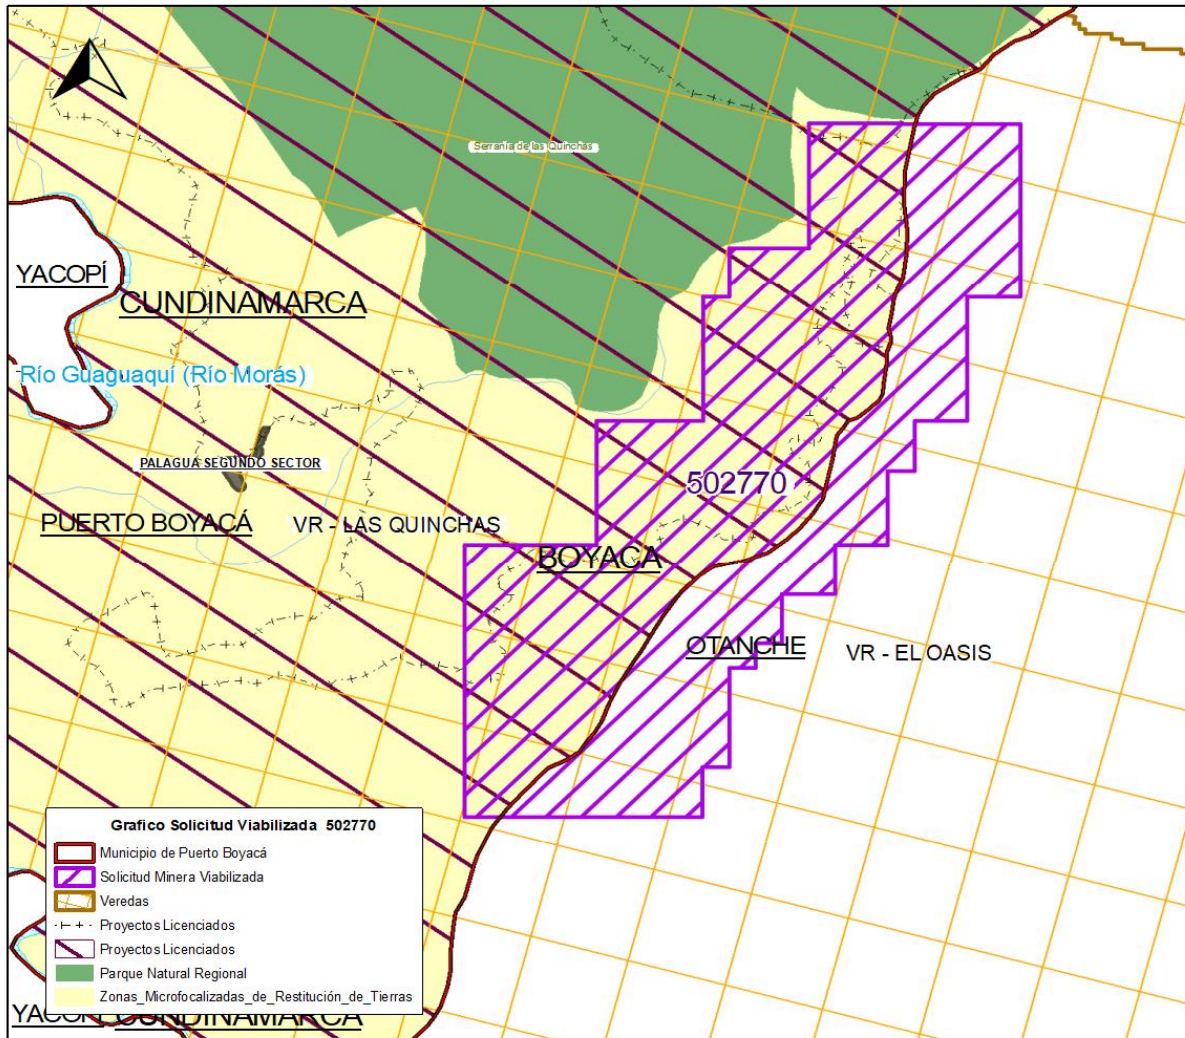 Serranía de las Quinchás
YACOPÍ
CUNDINAMARCA
Río Guaguaquí (Río Morás)
PALAGUA SEGUNDO SECTOR
502770
PUERTO BOYACÁ
VR - LAS QUINCHAS
BOYACA
OTANCHE
VR - EL OASIS
Grafico Solicitud Viabilizada 502770
Municipio de Puerto Boyacá
Solicitud Minera Viabilizada
Veredas
Proyectos Licenciados
Proyectos Licenciados
Parque Natural Regional
Zonas_Microfocalizadas_de_Restitución_de_Tierras
YACOPÍ
CUNDINAMARCA